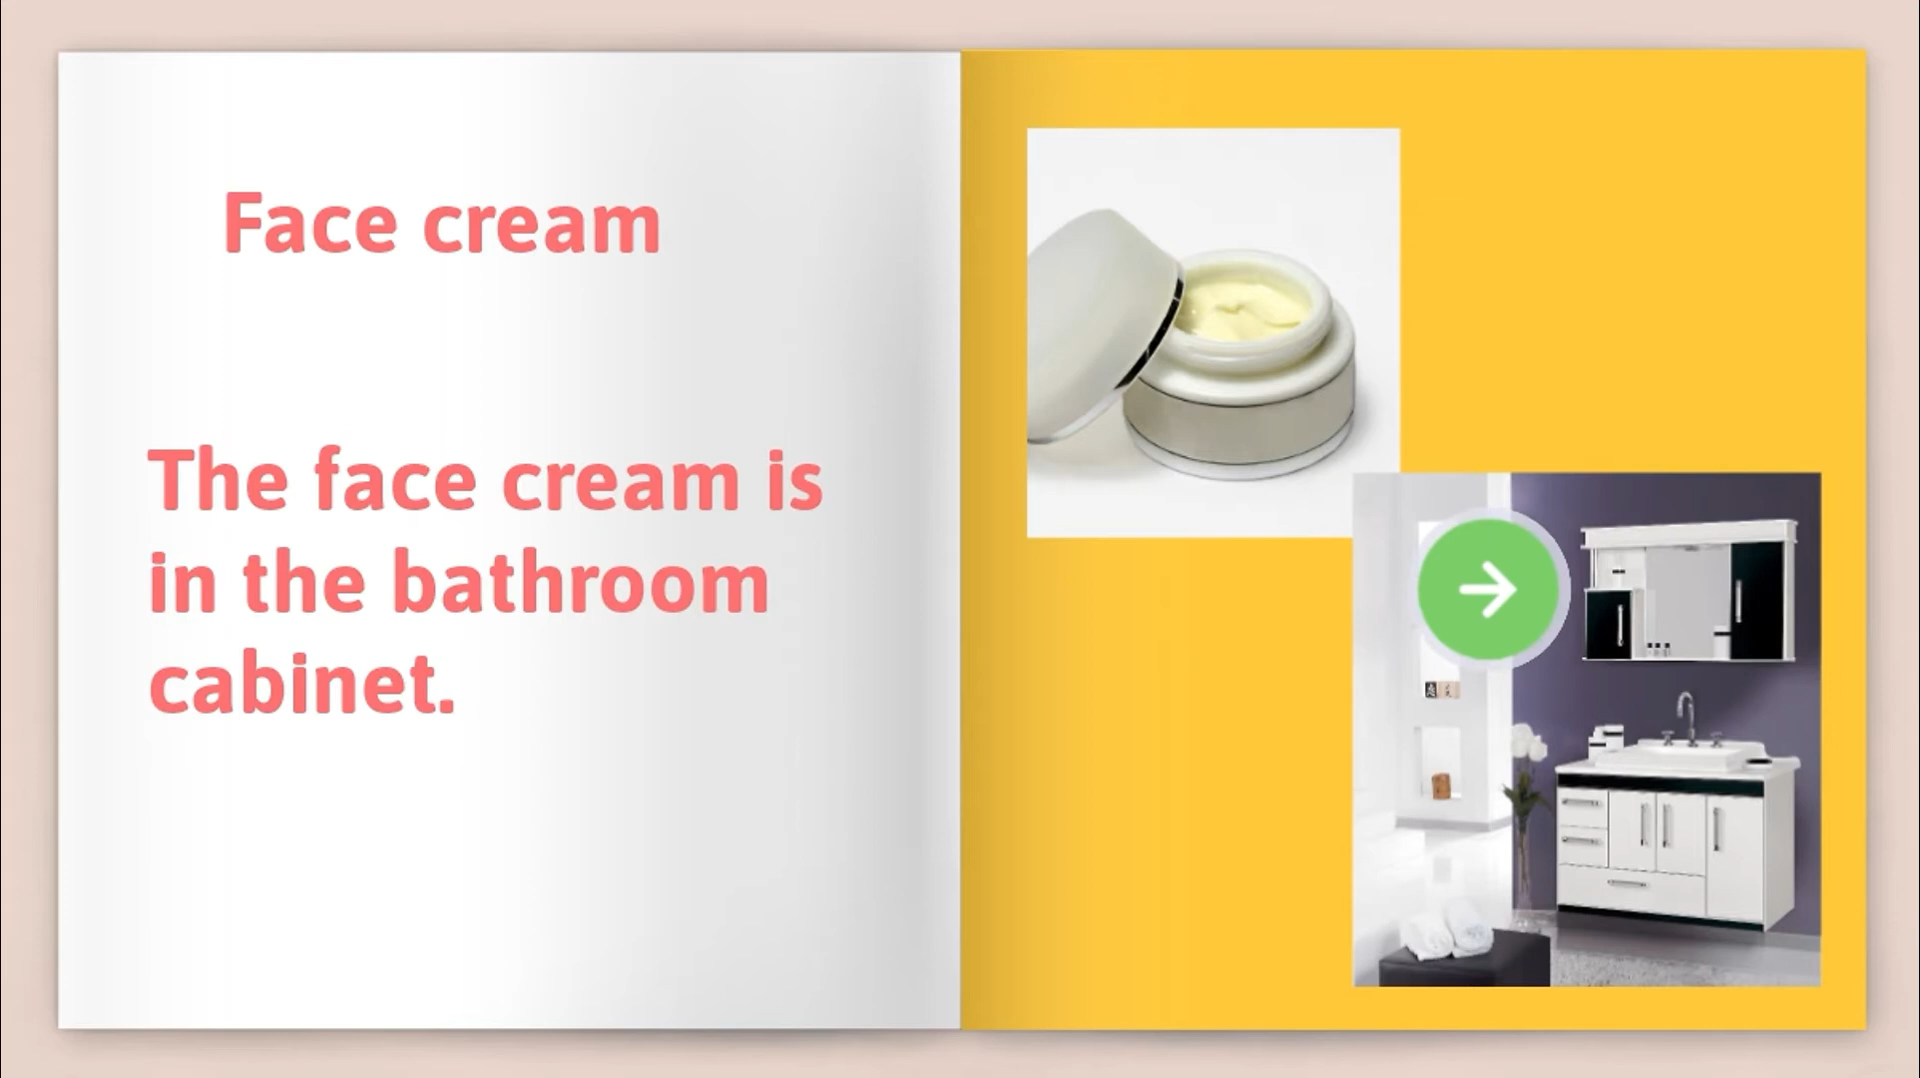 Face cream
The face cream is
in the bathroom
cabinet.